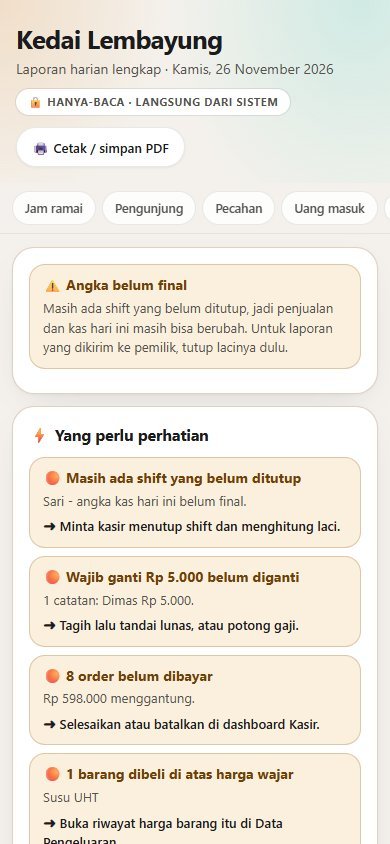 Kedai Lembayung
Laporan harian lengkap · Kamis, 26 November 2026
HANYA-BACA · LANGSUNG DARI SISTEM
Cetak / simpan PDF
Jam ramai
Pengunjung
Pecahan
Uang masuk
Angka belum final
Masih ada shift yang belum ditutup, jadi penjualan
dan kas hari ini masih bisa berubah. Untuk laporan
yang dikirim ke pemilik, tutup lacinya dulu.
Yang perlu perhatian
Masih ada shift yang belum ditutup
Sari - angka kas hari ini belum final.
➜ Minta kasir menutup shift dan menghitung laci.
Wajib ganti Rp 5.000 belum diganti
1 catatan: Dimas Rp 5.000.
➜ Tagih lalu tandai lunas, atau potong gaji.
8 order belum dibayar
Rp 598.000 menggantung.
➜ Selesaikan atau batalkan di dashboard Kasir.
1 barang dibeli di atas harga wajar
Susu UHT
➜ Buka riwayat harga barang itu di Data
Pengeluaran.